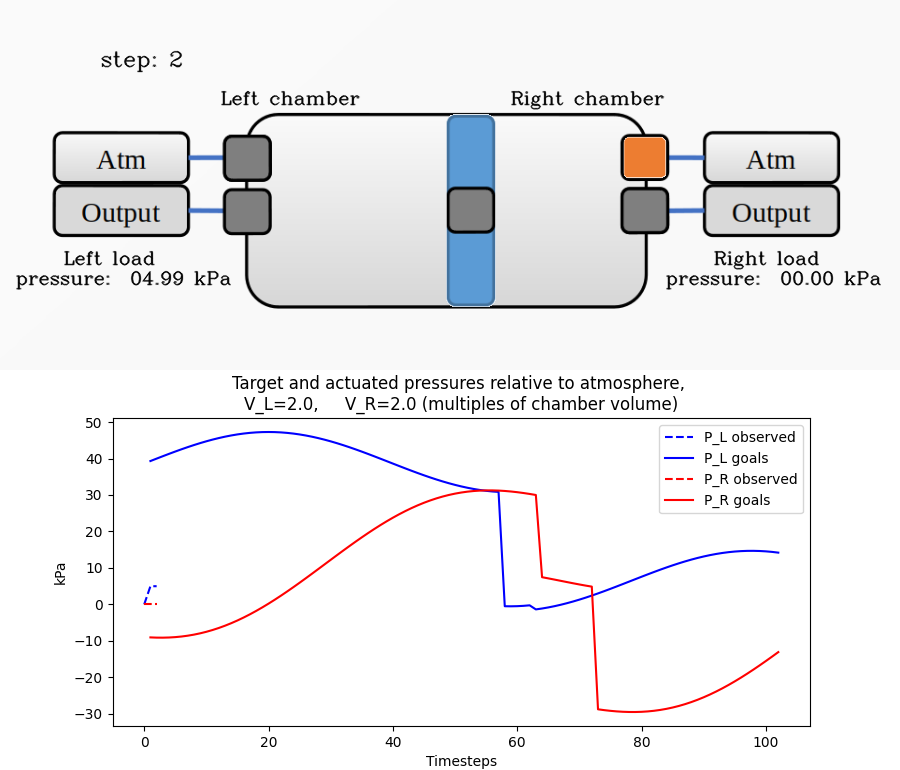 step: 2
Left chamber
Right chamber
Atm
Atm
Output
Output
Left load
pressure: 04.99 kPa
Right load
pressure: 00.00 kPa
Target and actuated pressures relative to atmosphere,
V_L=2.0, V_R=2.0 (multiples of chamber volume)
P_L observed
P_L goals
P_R observed
P_R goals
kPa
50
40
30
20
10
0
−10
−20
−30
0
20
40
60
80
100
Timesteps